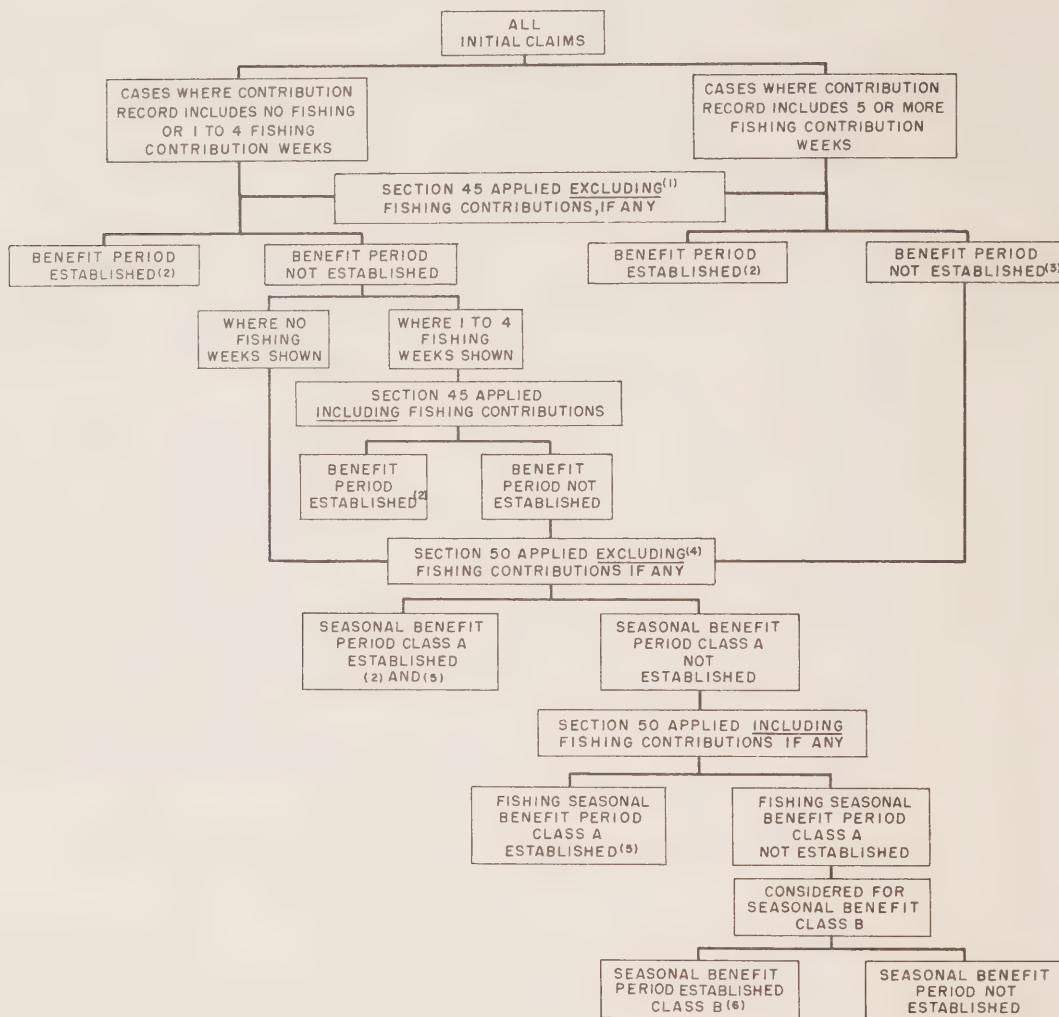 ALL
INITIAL CLAIMS
CASES WHERE CONTRIBUTION
RECORD INCLUDES NO FISHING
OR 1 TO 4 FISHING
CONTRIBUTION WEEKS
CASES WHERE CONTRIBUTION
RECORD INCLUDES 5 OR MORE
FISHING CONTRIBUTION
WEEKS
SECTION 45 APPLIED EXCLUDING(1)
FISHING CONTRIBUTIONS, IF ANY
BENEFIT PERIOD
ESTABLISHED(2)
BENEFIT PERIOD
NOT ESTABLISHED
BENEFIT PERIOD
ESTABLISHED(2)
BENEFIT PERIOD
NOT ESTABLISHED(3)
WHERE NO
FISHING
WEEKS SHOWN
WHERE 1 TO 4
FISHING
WEEKS SHOWN
SECTION 45 APPLIED
INCLUDING FISHING CONTRIBUTIONS
BENEFIT
PERIOD
ESTABLISHED(2)
BENEFIT
PERIOD NOT
ESTABLISHED
SECTION 50 APPLIED EXCLUDING(4)
FISHING CONTRIBUTIONS IF ANY
SEASONAL BENEFIT
PERIOD CLASS A
ESTABLISHED
(2) AND (5)
SEASONAL BENEFIT
PERIOD CLASS A
NOT
ESTABLISHED
SECTION 50 APPLIED INCLUDING
FISHING CONTRIBUTIONS IF ANY
FISHING SEASONAL
BENEFIT PERIOD
CLASS A
ESTABLISHED(5)
FISHING SEASONAL
BENEFIT PERIOD
CLASS A
NOT ESTABLISHED
CONSIDERED FOR
SEASONAL BENEFIT
CLASS B
SEASONAL BENEFIT
PERIOD ESTABLISHED
CLASS B(6)
SEASONAL BENEFIT
PERIOD NOT
ESTABLISHED